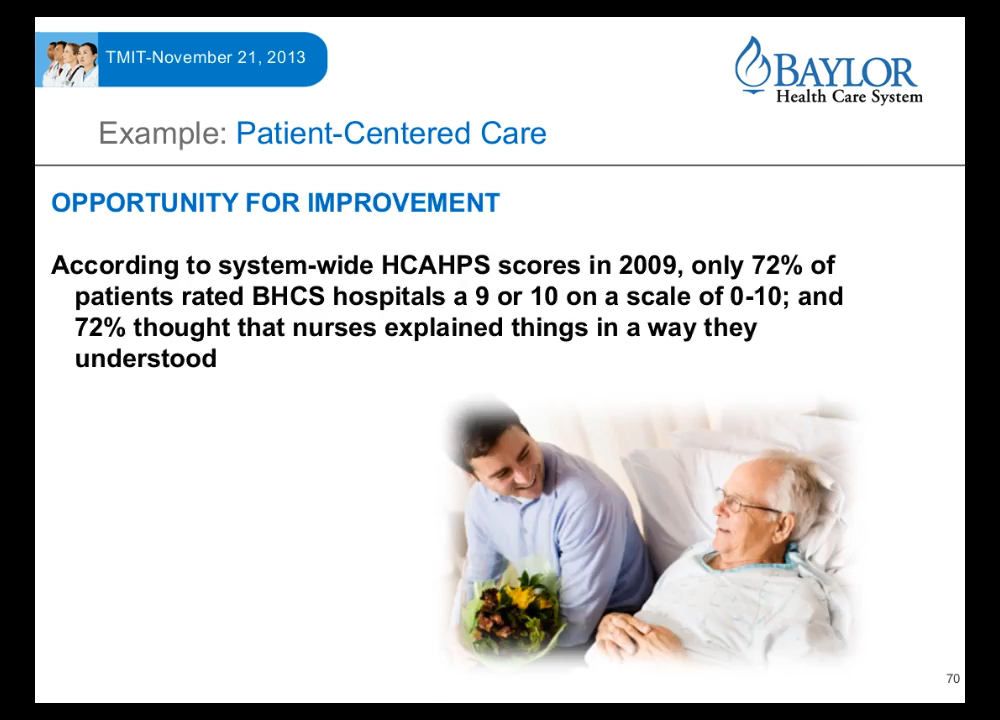 TMIT-November 21, 2013
BAYLOR
Health Care System
Example: Patient-Centered Care
OPPORTUNITY FOR IMPROVEMENT
According to system-wide HCAHPS scores in 2009, only 72% of
patients rated BHCS hospitals a 9 or 10 on a scale of 0-10; and
72% thought that nurses explained things in a way they
understood
70